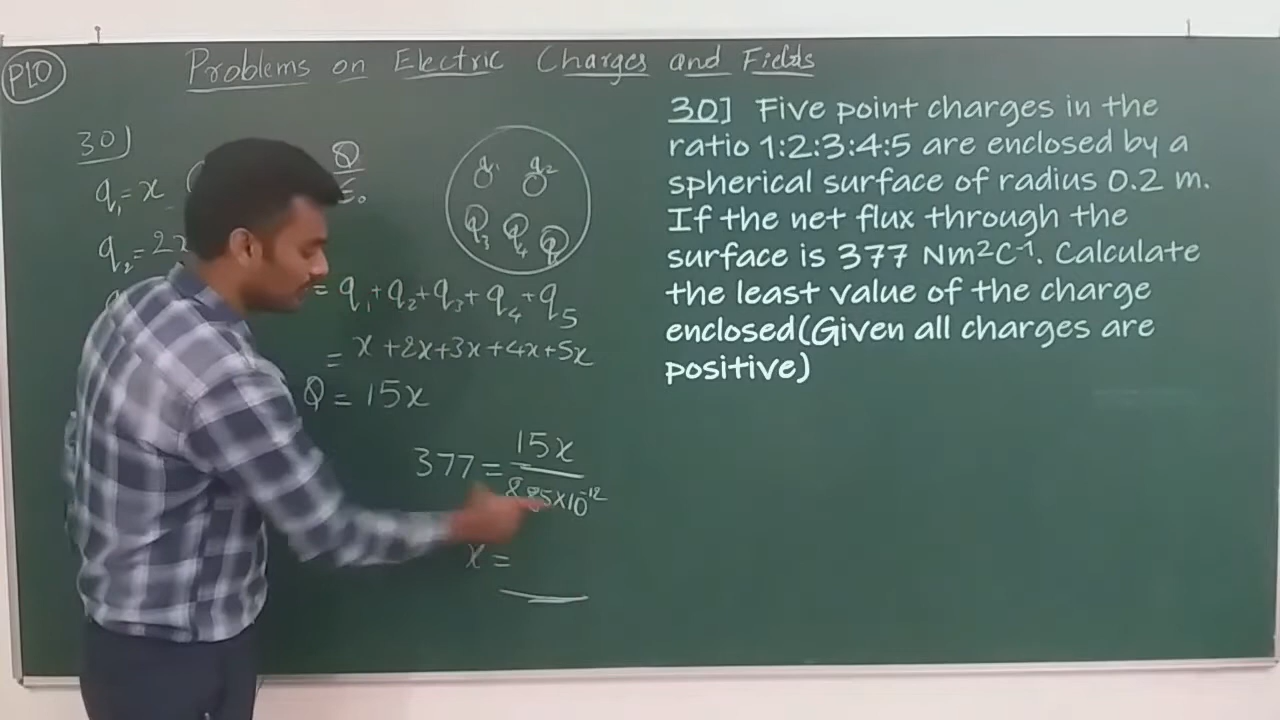 PLO
Problems on Electric Charges and Fields
30]
q₁ = x
Q
ε₀
q₂ = 2x
q₁ q₂
q₃ q₄
= q₁ + q₂ + q₃ + q₄ + q₅
= x + 2x + 3x + 4x + 5x
Q = 15x
377 = 15x
8.85×10⁻¹²
x =
30] Five point charges in the
ratio 1:2:3:4:5 are enclosed by a
spherical surface of radius 0.2 m.
If the net flux through the
surface is 377 Nm²C⁻¹. Calculate
the least value of the charge
enclosed(Given all charges are
positive)